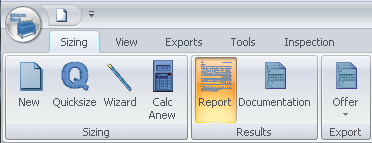 Sizing View Exports Tools Inspection
New Quicksize Wizard Calc Anew Report Documentation Offer
Sizing Results Export